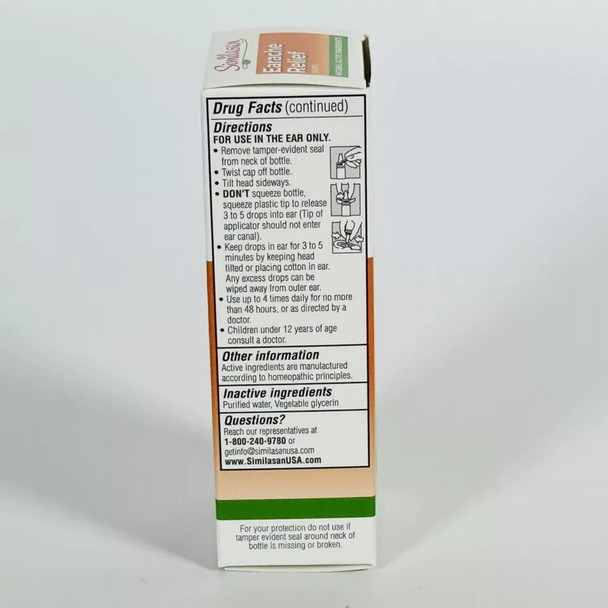 Similasan
Earache
Relief
Drug Facts (continued)
Directions
FOR USE IN THE EAR ONLY.
• Remove tamper-evident seal
from neck of bottle.
• Twist cap off bottle.
• Tilt head sideways.
• DON'T squeeze bottle,
squeeze plastic tip to release
3 to 5 drops into ear (Tip of
applicator should not enter
ear canal).
• Keep drops in ear for 3 to 5
minutes by keeping head
tilted or placing cotton in ear.
Any excess drops can be
wiped away from outer ear.
• Use up to 4 times daily for no more
than 48 hours, or as directed by a
doctor.
• Children under 12 years of age
consult a doctor.
Other information
Active ingredients are manufactured
according to homeopathic principles.
Inactive ingredients
Purified water, Vegetable glycerin
Questions?
Reach our representatives at
1-800-240-9780 or
getinfo@similasanusa.com
www.SimilasanUSA.com
For your protection do not use if
tamper evident seal around neck of
bottle is missing or broken.